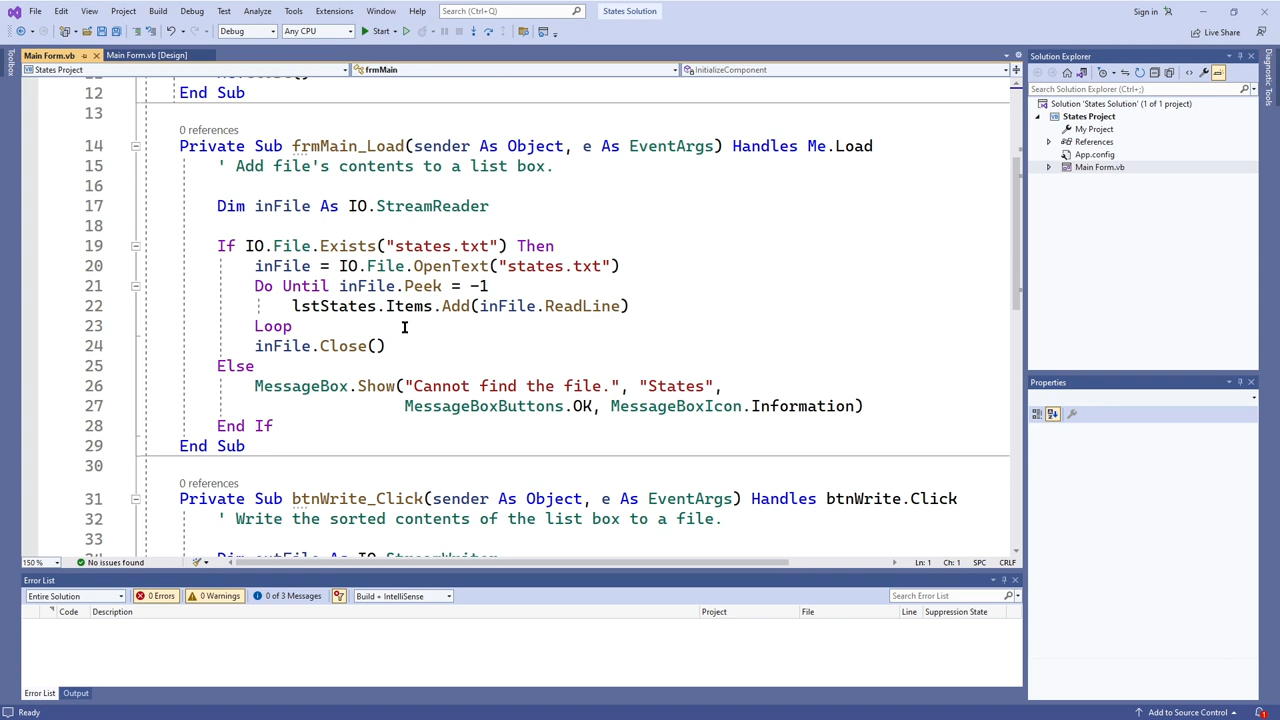 File Edit View Project Build Debug Test Analyze Tools Extensions Window Help Search (Ctrl+Q) States Solution Sign in
Debug Any CPU Start Live Share
Main Form.vb Main Form.vb [Design]
States Project frmMain InitializeComponent
12 End Sub
13
0 references
14 Private Sub frmMain_Load(sender As Object, e As EventArgs) Handles Me.Load
15 ' Add file's contents to a list box.
16
17 Dim inFile As IO.StreamReader
18
19 If IO.File.Exists("states.txt") Then
20 inFile = IO.File.OpenText("states.txt")
21 Do Until inFile.Peek = -1
22 lstStates.Items.Add(inFile.ReadLine)
23 Loop
24 inFile.Close()
25 Else
26 MessageBox.Show("Cannot find the file.", "States",
27 MessageBoxButtons.OK, MessageBoxIcon.Information)
28 End If
29 End Sub
30
0 references
31 Private Sub btnWrite_Click(sender As Object, e As EventArgs) Handles btnWrite.Click
32 ' Write the sorted contents of the list box to a file.
33
34 Dim outFile As IO.StreamWriter
150 % No issues found Ln: 1 Ch: 1 SPC CRLF
Error List
Entire Solution 0 Errors 0 Warnings 0 of 3 Messages Build + IntelliSense Search Error List
Code Description Project File Line Suppression State
Error List Output
Ready Add to Source Control 1
Toolbox
Solution Explorer
Search Solution Explorer (Ctrl+;)
Solution 'States Solution' (1 of 1 project)
States Project
My Project
References
App.config
Main Form.vb
Properties
Diagnostic Tools